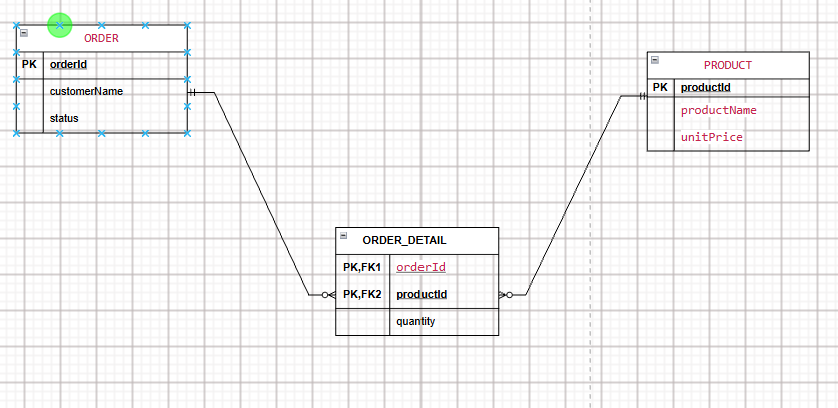 ORDER
PK orderId
customerName
status
PRODUCT
PK productId
productName
unitPrice
ORDER_DETAIL
PK,FK1 orderId
PK,FK2 productId
quantity